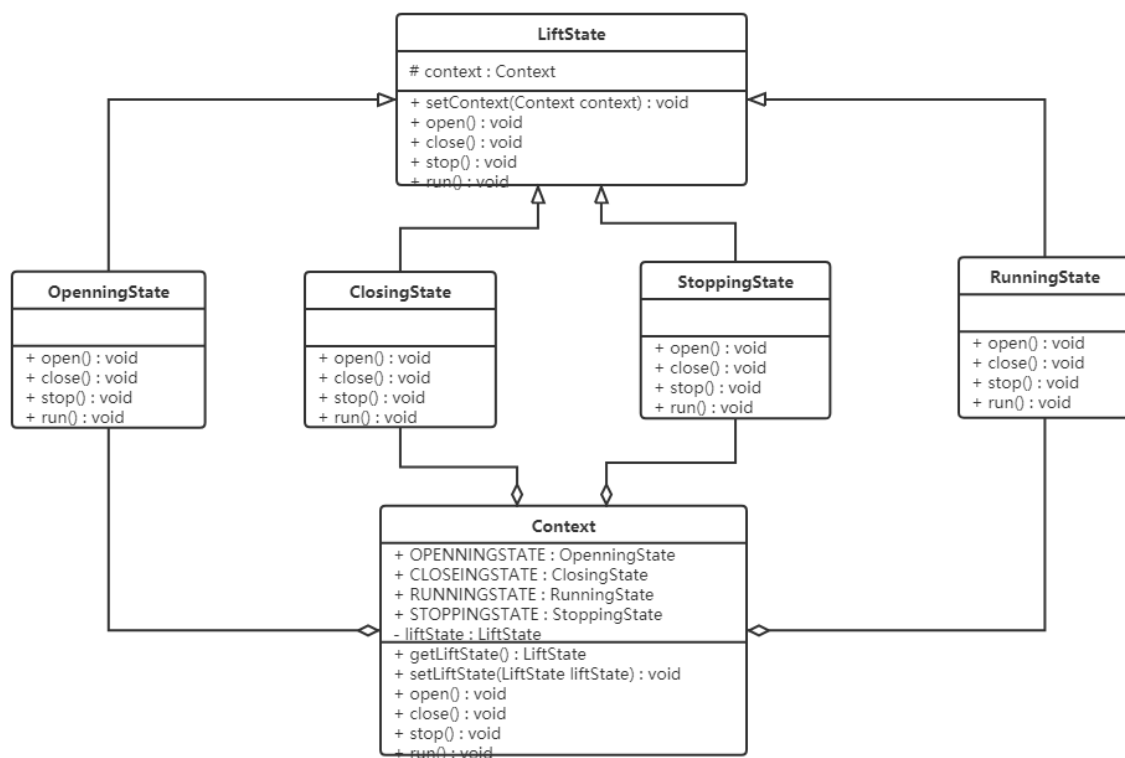 LiftState
# context : Context
+ setContext(Context context) : void
+ open() : void
+ close() : void
+ stop() : void
+ run() : void
OpenningState
+ open() : void
+ close() : void
+ stop() : void
+ run() : void
ClosingState
+ open() : void
+ close() : void
+ stop() : void
+ run() : void
StoppingState
+ open() : void
+ close() : void
+ stop() : void
+ run() : void
RunningState
+ open() : void
+ close() : void
+ stop() : void
+ run() : void
Context
+ OPENNINGSTATE : OpenningState
+ CLOSEINGSTATE : ClosingState
+ RUNNINGSTATE : RunningState
+ STOPPINGSTATE : StoppingState
- liftState : LiftState
+ getLiftState() : LiftState
+ setLiftState(LiftState liftState) : void
+ open() : void
+ close() : void
+ stop() : void
+ run() : void